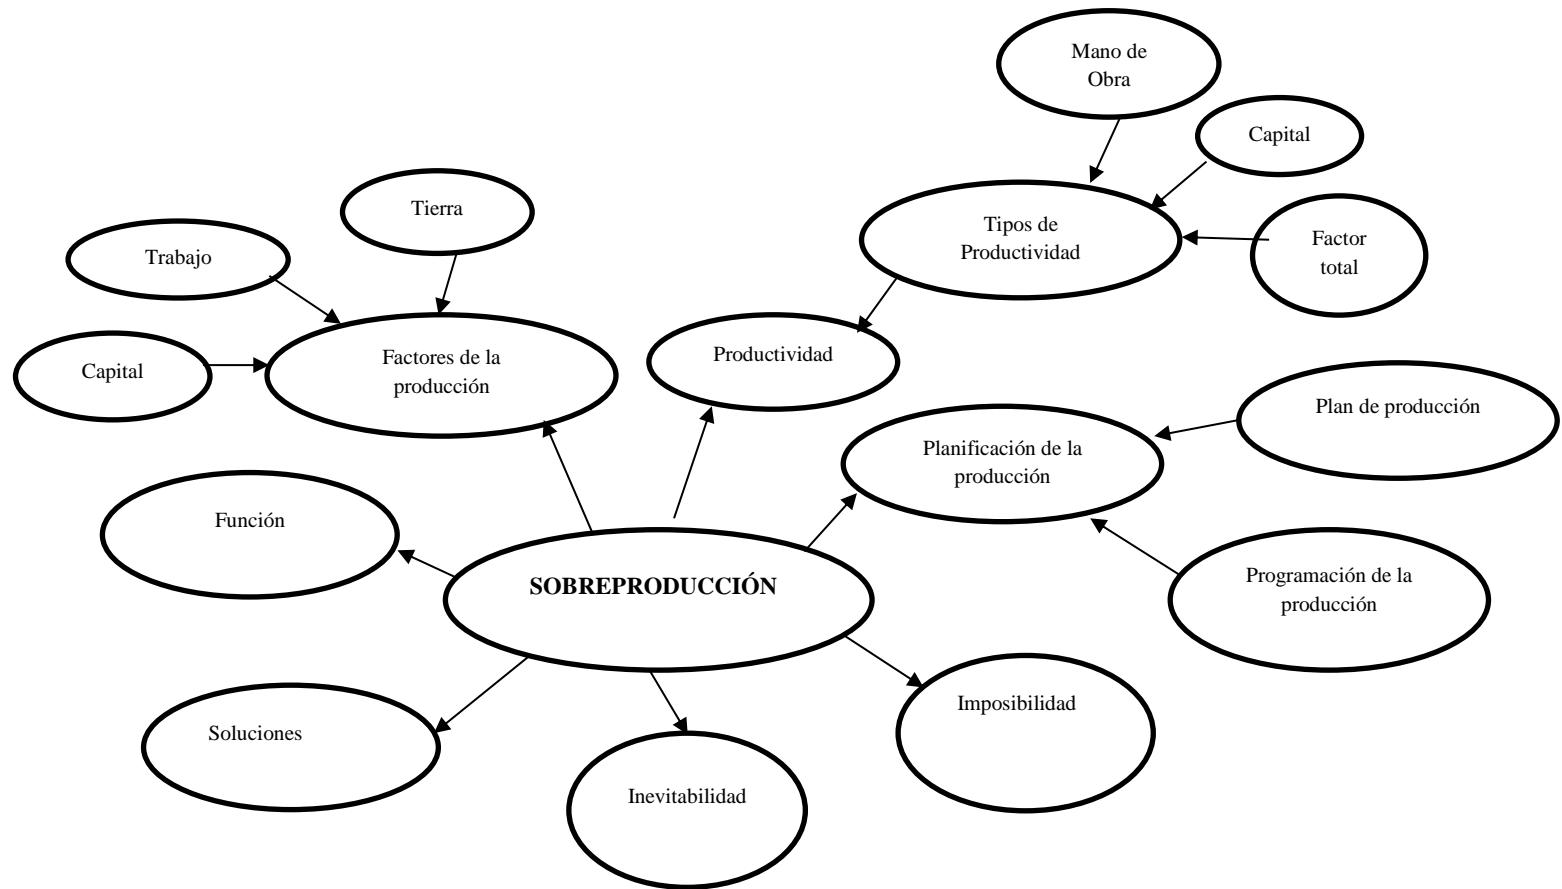 Mano de
Obra
Capital
Tierra
Tipos de
Productividad
Factor
total
Trabajo
Factores de la
producción
Productividad
Capital
Plan de producción
Planificación de la
producción
Función
SOBREPRODUCCIÓN
Programación de la
producción
Imposibilidad
Soluciones
Inevitabilidad